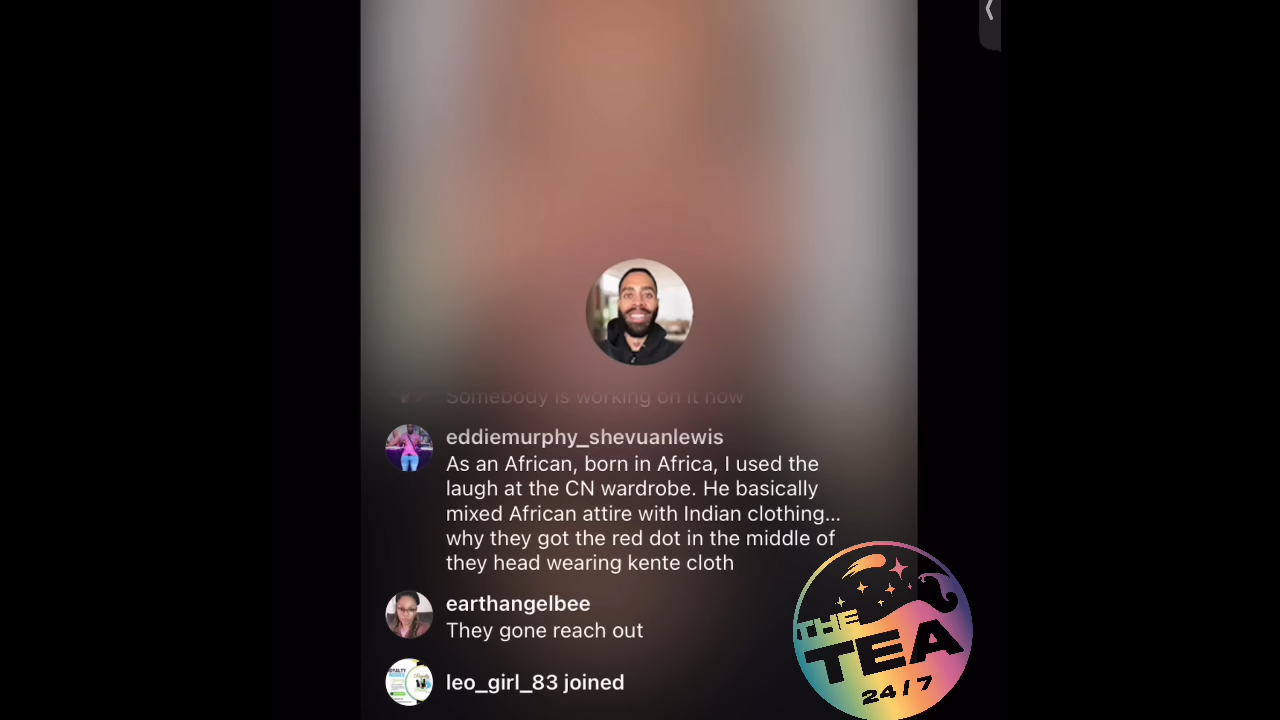 Somebody is working on it now
eddiemurphy_shevuanlewis
As an African, born in Africa, I used the
laugh at the CN wardrobe. He basically
mixed African attire with Indian clothing...
why they got the red dot in the middle of
they head wearing kente cloth
earthangelbee
They gone reach out
leo_girl_83 joined
THE
TEA
24/7